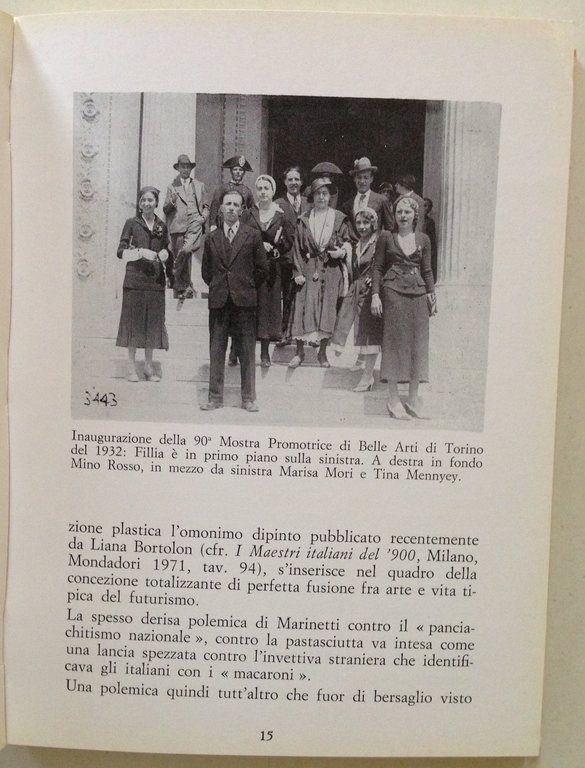 3443
Inaugurazione della 90ª Mostra Promotrice di Belle Arti di Torino
del 1932: Fillia è in primo piano sulla sinistra. A destra in fondo
Mino Rosso, in mezzo da sinistra Marisa Mori e Tina Mennyey.
zione plastica l'omonimo dipinto pubblicato recentemente
da Liana Bortolon (cfr. I Maestri italiani del '900, Milano,
Mondadori 1971, tav. 94), s'inserisce nel quadro della
concezione totalizzante di perfetta fusione fra arte e vita ti-
pica del futurismo.
La spesso derisa polemica di Marinetti contro il « pancia-
chitismo nazionale », contro la pastasciutta va intesa come
una lancia spezzata contro l'invettiva straniera che identifi-
cava gli italiani con i « macaroni ».
Una polemica quindi tutt'altro che fuor di bersaglio visto
15